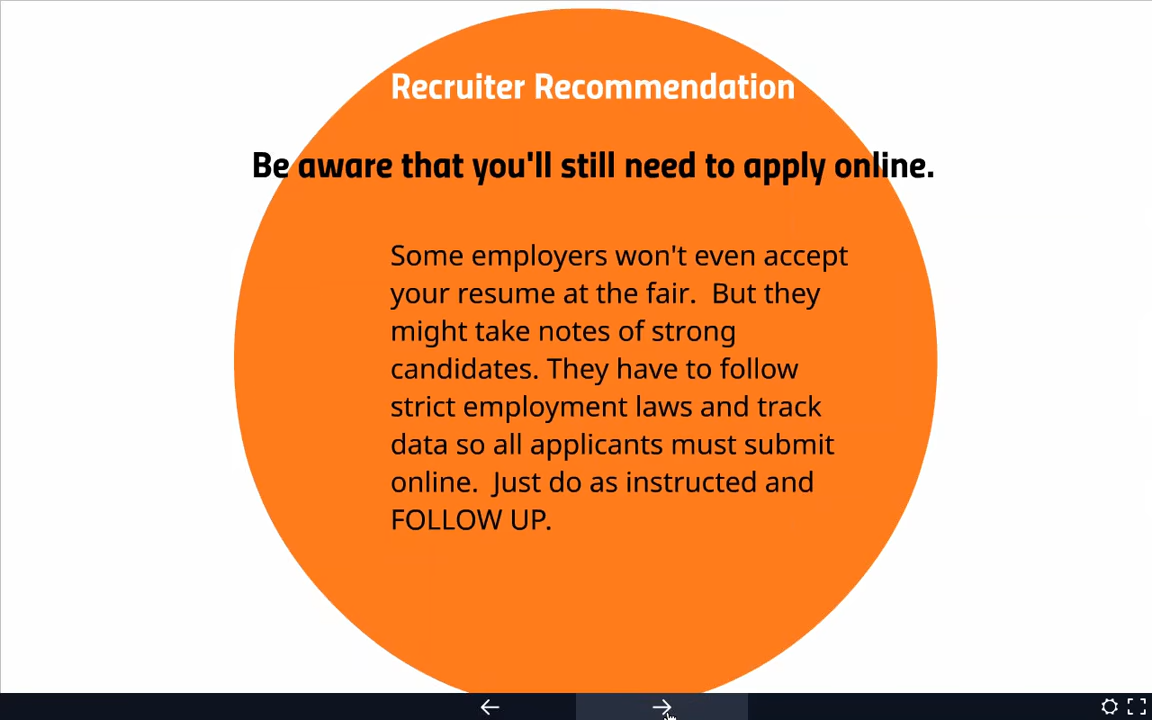 Recruiter Recommendation
Be aware that you'll still need to apply online.
Some employers won't even accept
your resume at the fair.  But they
might take notes of strong
candidates. They have to follow
strict employment laws and track
data so all applicants must submit
online.  Just do as instructed and
FOLLOW UP.